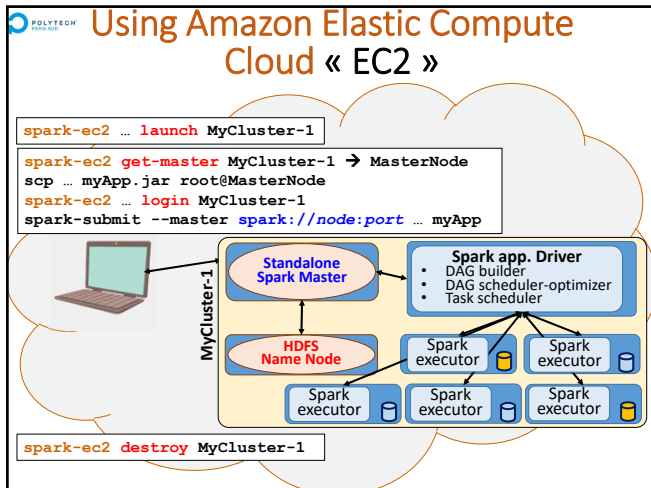 POLYTECH'
PARIS-SUD
Using Amazon Elastic Compute
Cloud « EC2 »
spark-ec2 … launch MyCluster-1
spark-ec2 get-master MyCluster-1 → MasterNode
scp … myApp.jar root@MasterNode
spark-ec2 … login MyCluster-1
spark-submit --master spark://node:port … myApp
MyCluster-1
Standalone
Spark Master
Spark app. Driver
• DAG builder
• DAG scheduler-optimizer
• Task scheduler
HDFS
Name Node
Spark
executor
Spark
executor
Spark
executor
Spark
executor
Spark
executor
spark-ec2 destroy MyCluster-1